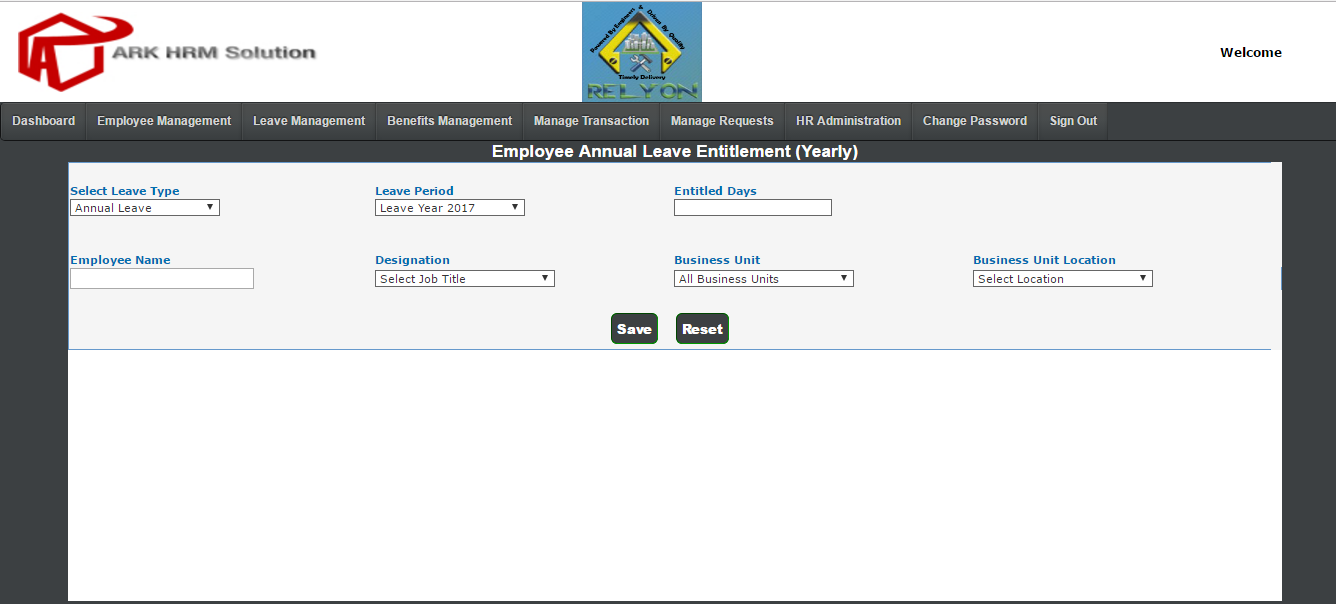 ARK HRM Solution
Powered By Engineers & Driven By Quality
Timely Delivery
RELYON
Welcome
Dashboard Employee Management Leave Management Benefits Management Manage Transaction Manage Requests HR Administration Change Password Sign Out
Employee Annual Leave Entitlement (Yearly)
Select Leave Type Leave Period Entitled Days
Annual Leave Leave Year 2017
Employee Name Designation Business Unit Business Unit Location
Select Job Title All Business Units Select Location
Save Reset